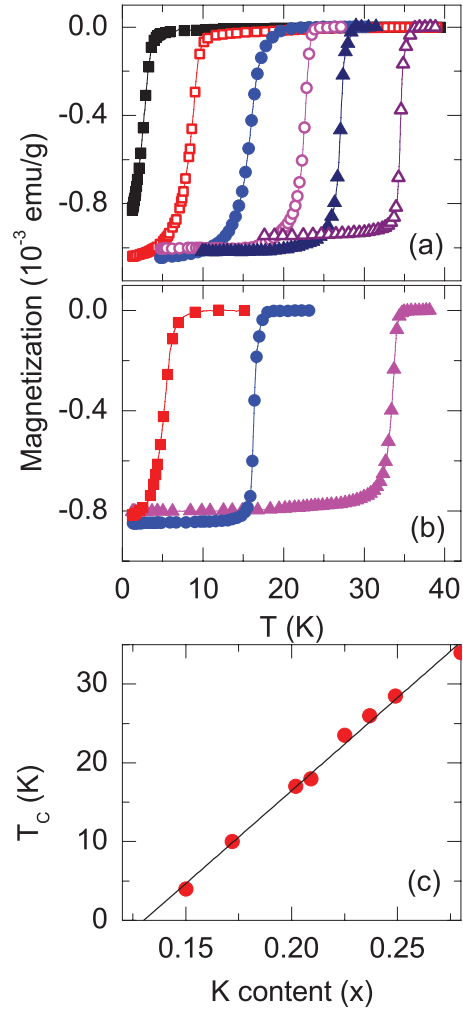 0.0
-0.4
-0.8
(a)
Magnetization (10⁻³ emu/g)
0.0
-0.4
-0.8
(b)
0 10 20 30 40
T (K)
30
20
10
0
T_C (K)
(c)
0.15 0.20 0.25
K content (x)